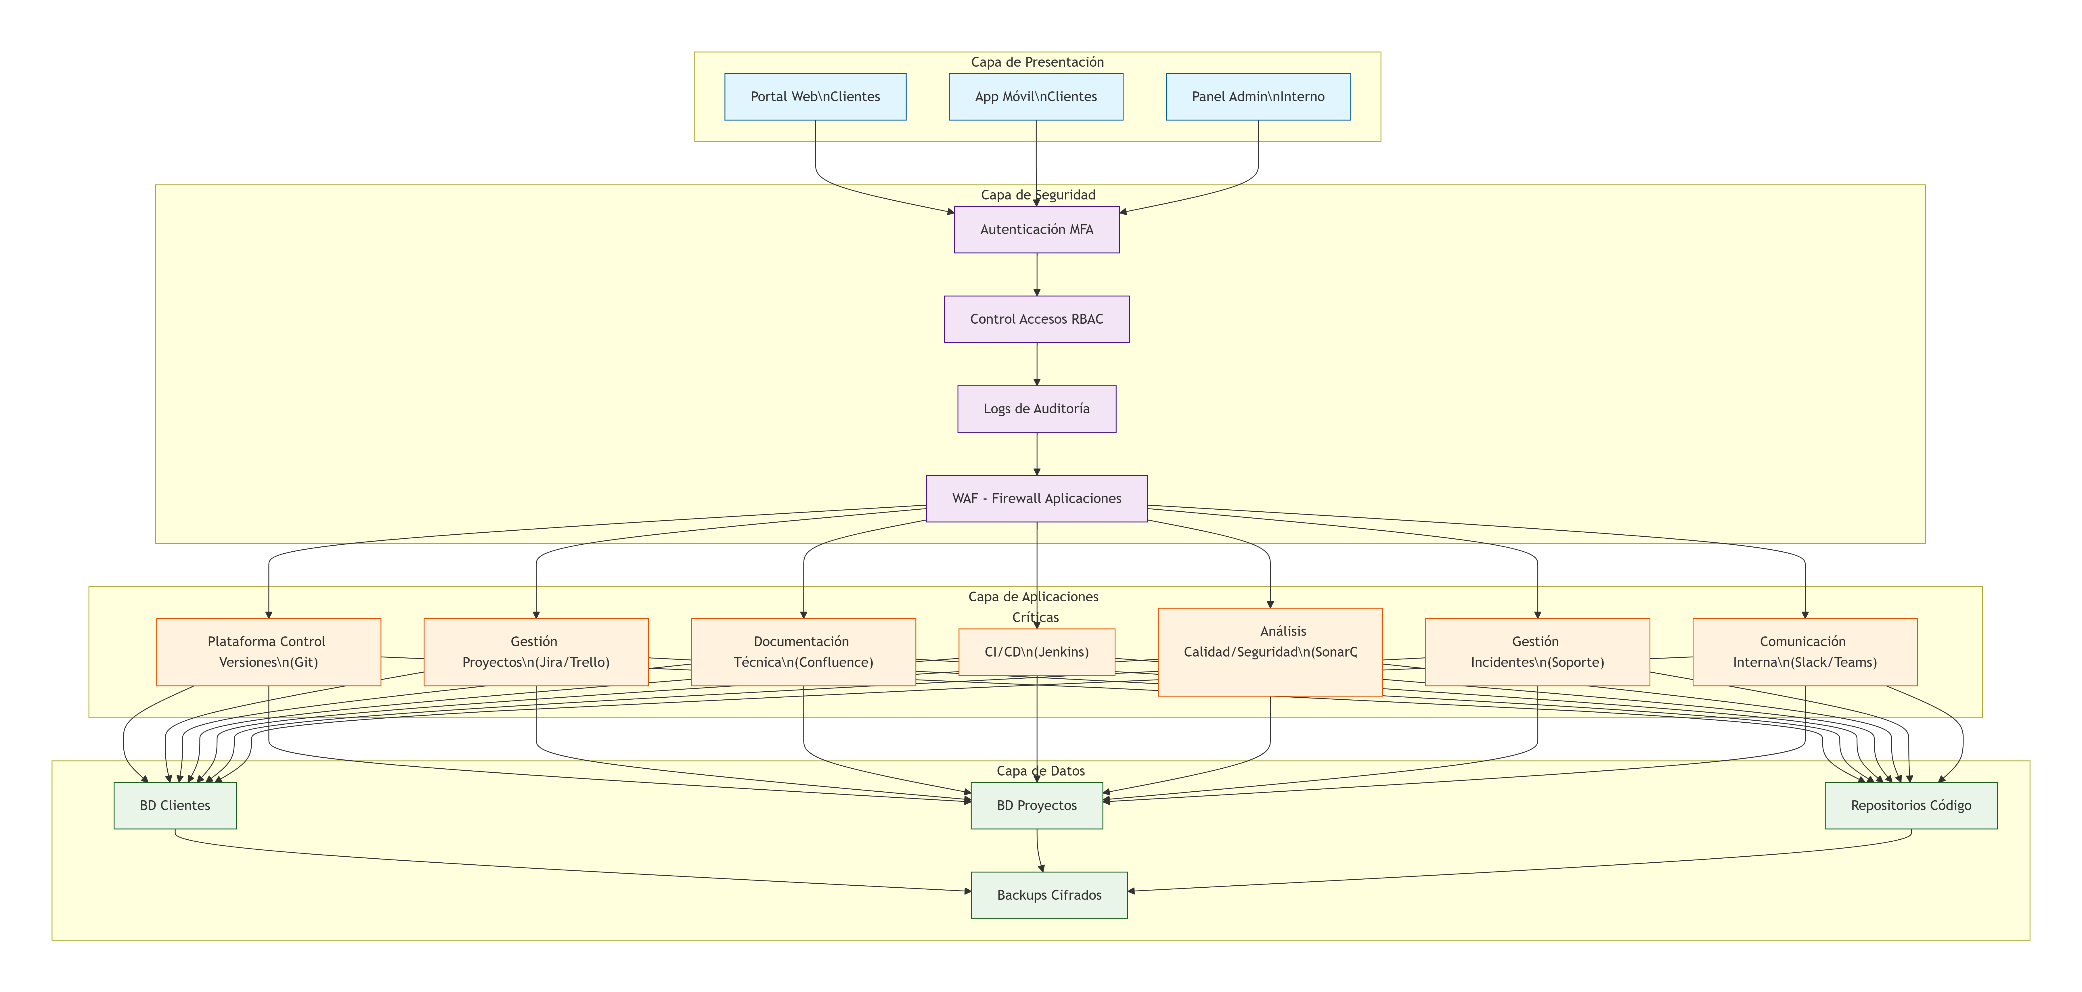 Capa de Presentación
Portal Web\nClientes
App Móvil\nClientes
Panel Admin\nInterno
Capa de Seguridad
Autenticación MFA
Control Accesos RBAC
Logs de Auditoría
WAF - Firewall Aplicaciones
Capa de Aplicaciones
Críticas
Plataforma Control
Versiones\n(Git)
Gestión
Proyectos\n(Jira/Trello)
Documentación
Técnica\n(Confluence)
CI/CD\n(Jenkins)
Análisis
Calidad/Seguridad\n(SonarQ
Gestión
Incidentes\n(Soporte)
Comunicación
Interna\n(Slack/Teams)
Capa de Datos
BD Clientes
BD Proyectos
Repositorios Código
Backups Cifrados